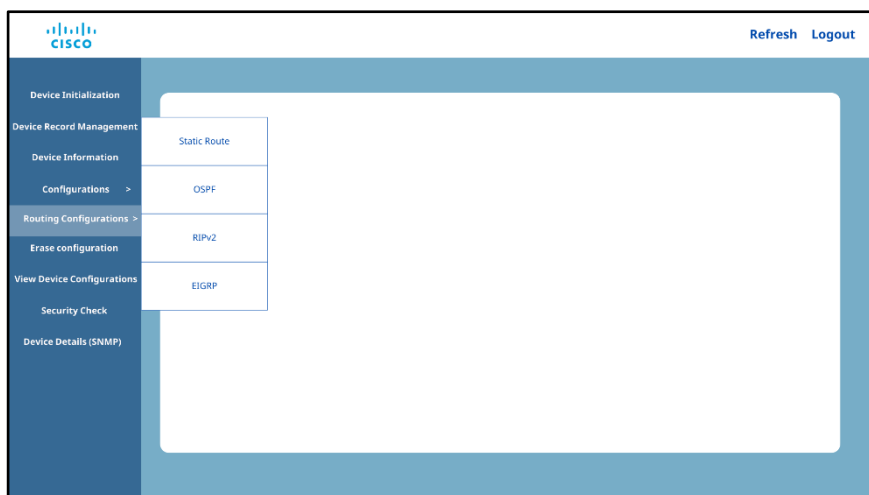 CISCO
Refresh Logout
Device Initialization
Device Record Management
Device Information
Configurations >
Routing Configurations >
Erase configuration
View Device Configurations
Security Check
Device Details (SNMP)
Static Route
OSPF
RIPv2
EIGRP